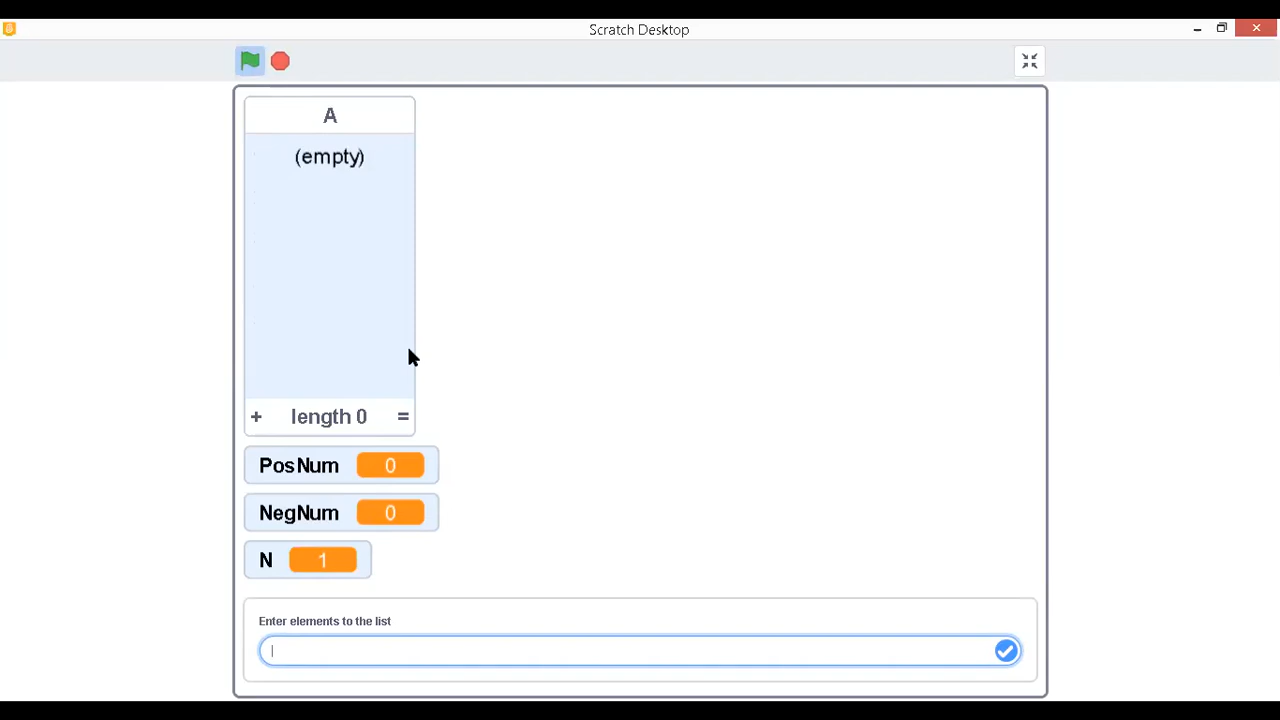 Scratch Desktop
A
(empty)
+ length 0 =
PosNum 0
NegNum 0
N 1
Enter elements to the list